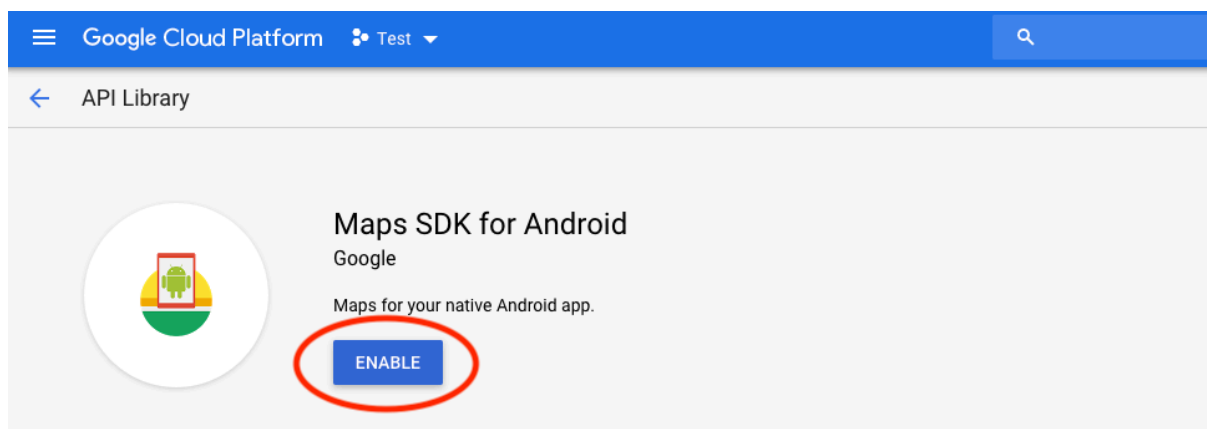 Google Cloud Platform Test
API Library
Maps SDK for Android
Google
Maps for your native Android app.
ENABLE